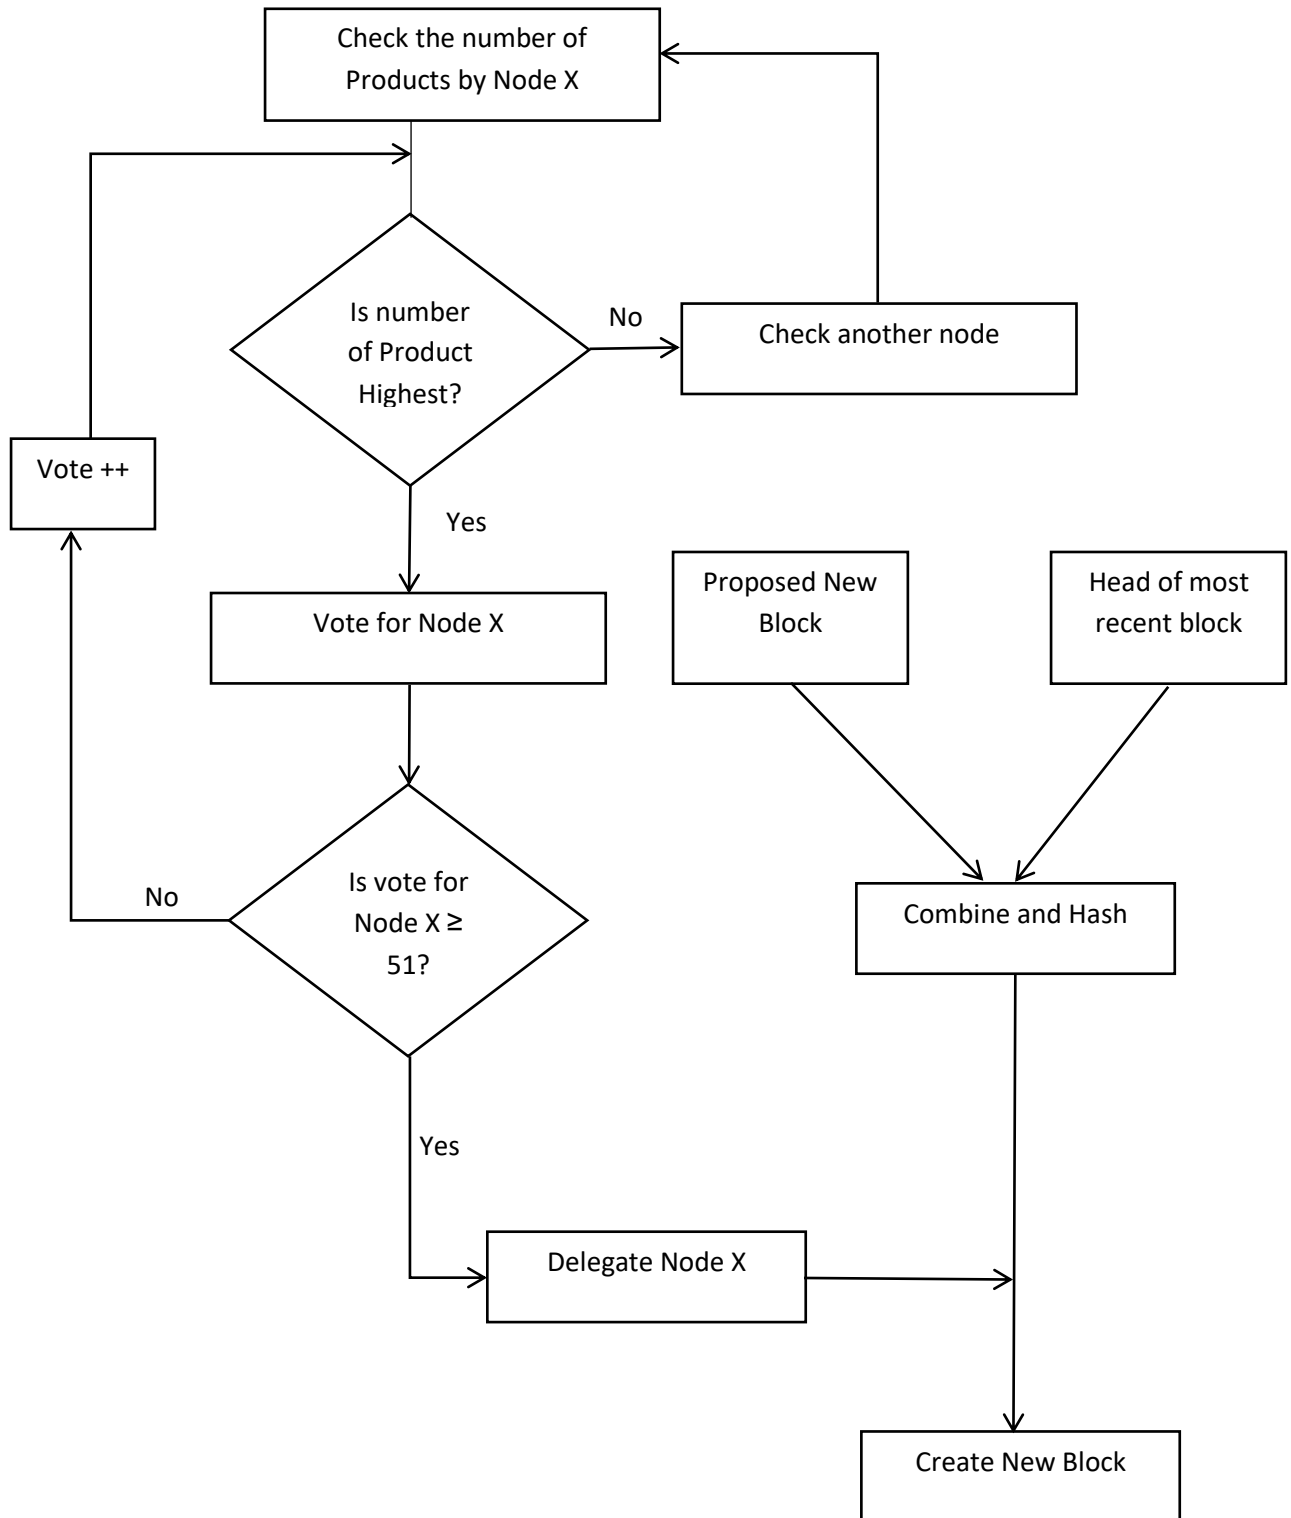 Check the number of
Products by Node X
Is number
of Product
Highest?
No
Check another node
Vote ++
Yes
Vote for Node X
Proposed New
Block
Head of most
recent block
Is vote for
Node X ≥
51?
No
Combine and Hash
Yes
Delegate Node X
Create New Block